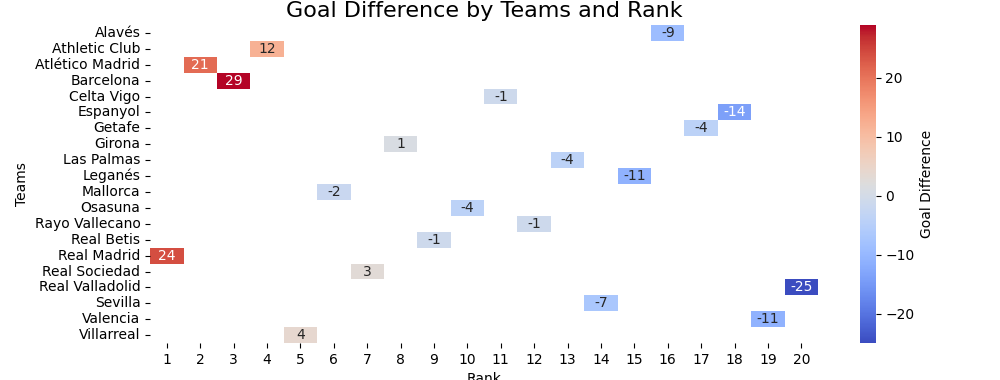 Goal Difference by Teams and Rank
Alavés -9
Athletic Club 12
Atlético Madrid 21 20
Barcelona 29
Celta Vigo -1
Espanyol -14
Getafe -4 10
Girona 1
Las Palmas -4
Leganés -11
Mallorca -2 0
Osasuna -4
Rayo Vallecano -1
Real Betis -1
Real Madrid 24 −10
Real Sociedad 3
Real Valladolid -25
Sevilla -7
Valencia -11 −20
Villarreal 4
1 2 3 4 5 6 7 8 9 10 11 12 13 14 15 16 17 18 19 20
Rank
Teams
Goal Difference